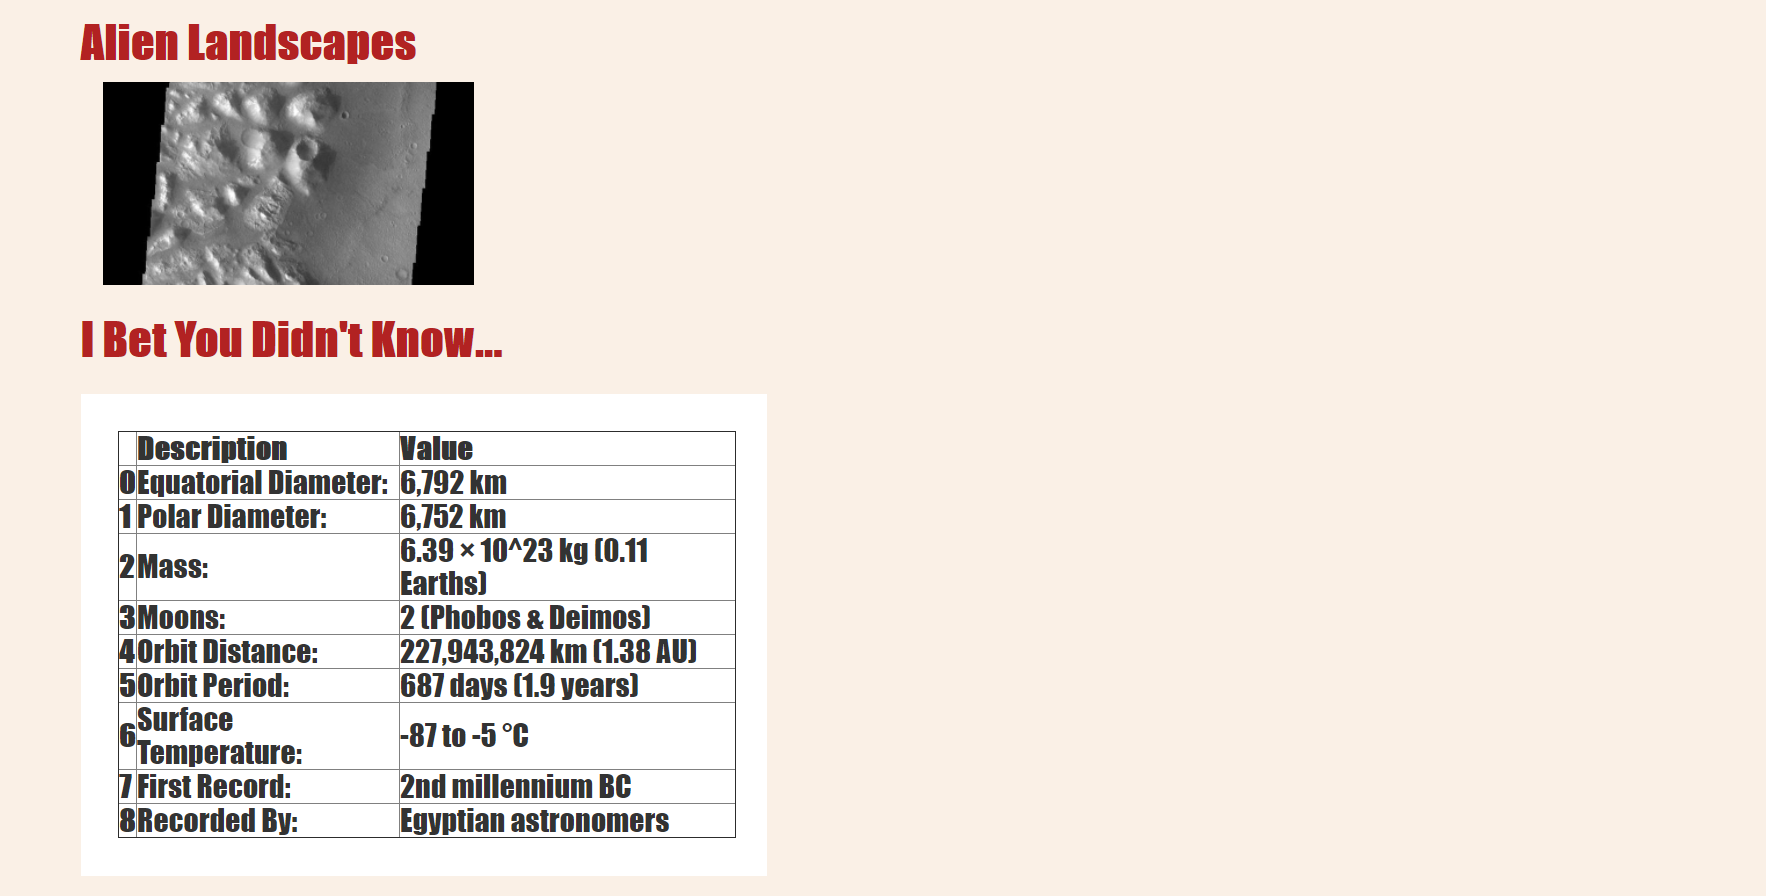 Alien Landscapes
I Bet You Didn't Know...
Description Value
0 Equatorial Diameter: 6,792 km
1 Polar Diameter: 6,752 km
2 Mass: 6.39 × 10^23 kg (0.11
Earths)
3 Moons: 2 (Phobos & Deimos)
4 Orbit Distance: 227,943,824 km (1.38 AU)
5 Orbit Period: 687 days (1.9 years)
6 Surface
Temperature: -87 to -5 °C
7 First Record: 2nd millennium BC
8 Recorded By: Egyptian astronomers